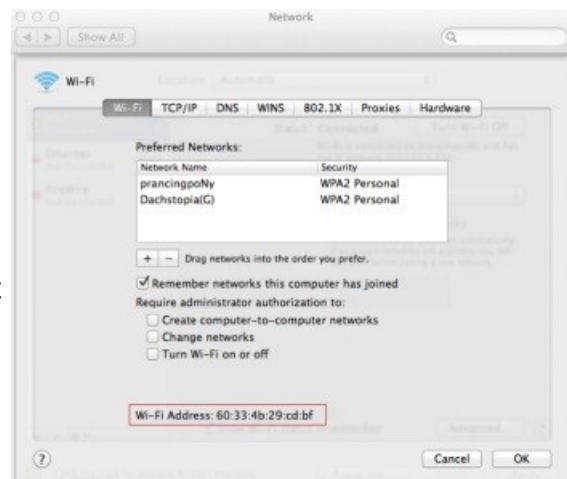 Network
Show All
Wi-Fi
Wi-Fi TCP/IP DNS WINS 802.1X Proxies Hardware
Preferred Networks:
Network Name Security
prancingpoNy WPA2 Personal
Dachstopia(G) WPA2 Personal
+ − Drag networks into the order you prefer.
Remember networks this computer has joined
Require administrator authorization to:
Create computer-to-computer networks
Change networks
Turn Wi-Fi on or off
Wi-Fi Address: 60:33:4b:29:cd:bf
? Cancel OK